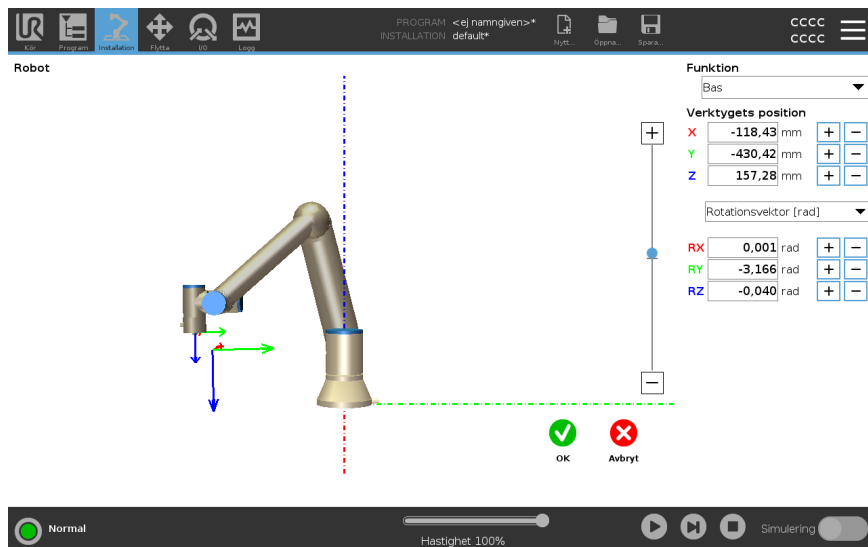 UR
Kör
Program
Installation
Flytta
I/O
Logg
PROGRAM <ej namngiven>*
INSTALLATION default*
Nytt...
Öppna...
Spara...
CCCC
CCCC
Robot
Funktion
Bas
Verktygets position
X -118,43 mm + −
Y -430,42 mm + −
Z 157,28 mm + −
Rotationsvektor [rad]
RX 0,001 rad + −
RY -3,166 rad + −
RZ -0,040 rad + −
+
−
OK
Avbryt
Normal
Hastighet 100%
Simulering